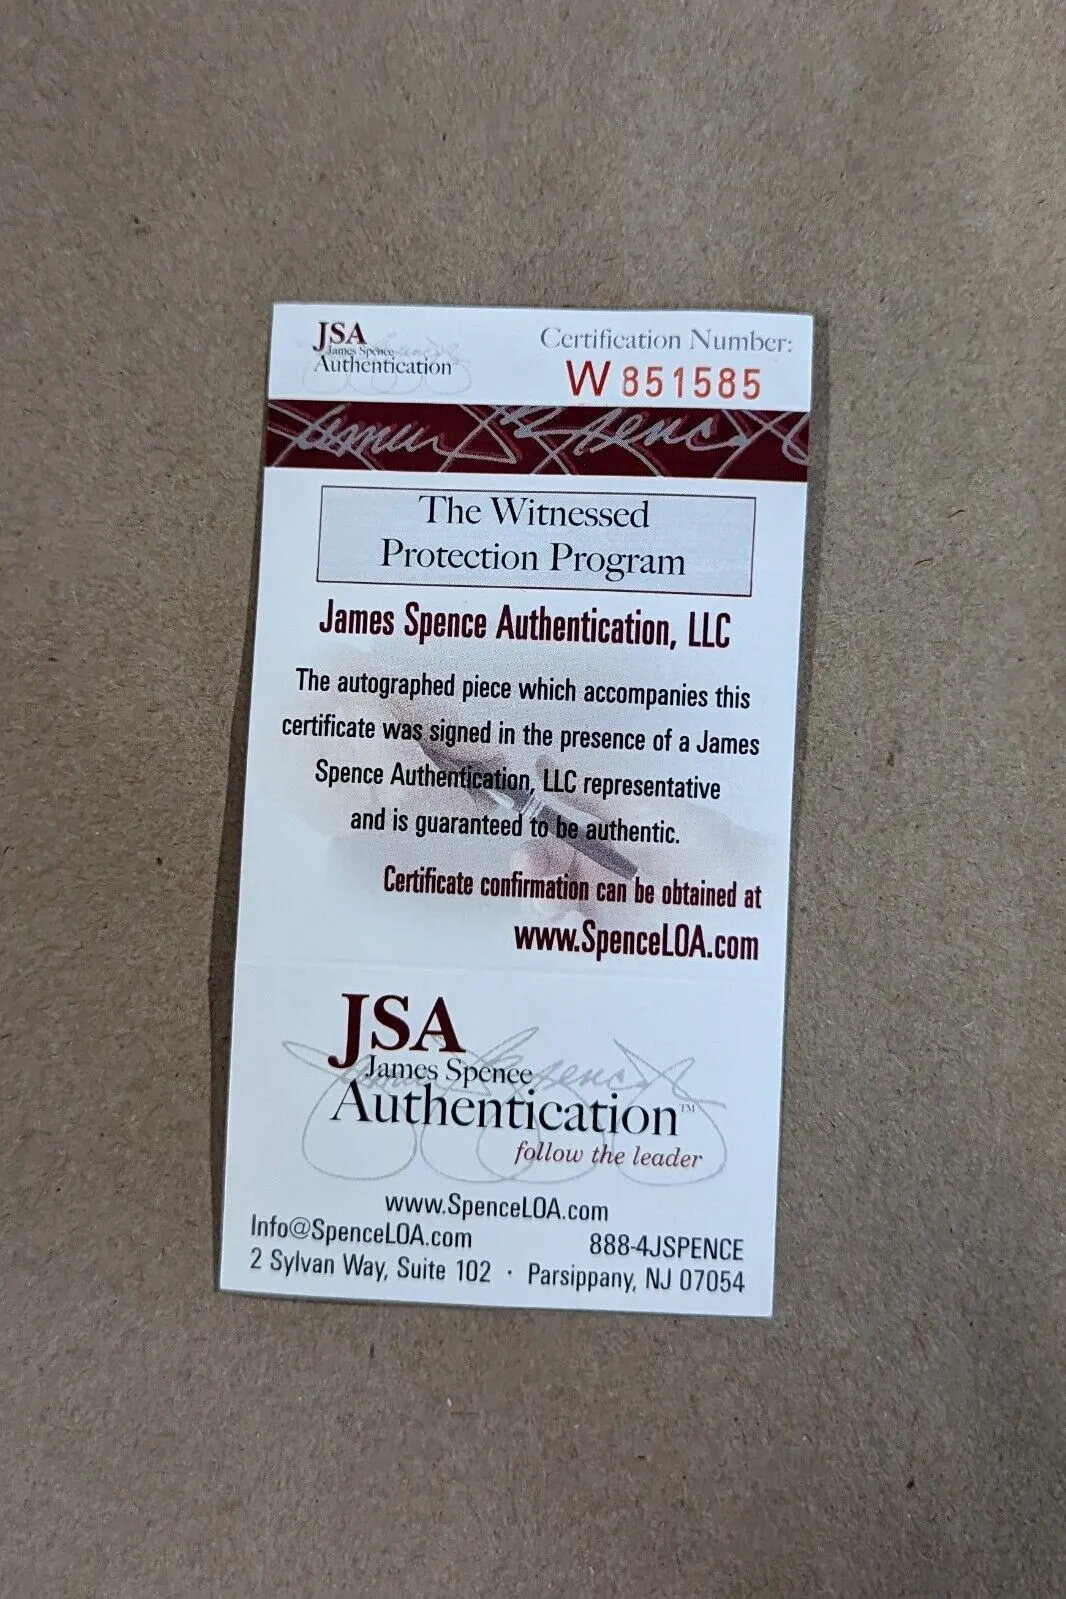 JSA
James Spence
Authentication
Certification Number:
W 851585
James Spence
The Witnessed
Protection Program
James Spence Authentication, LLC
The autographed piece which accompanies this
certificate was signed in the presence of a James
Spence Authentication, LLC representative
and is guaranteed to be authentic.
Certificate confirmation can be obtained at
www.SpenceLOA.com
JSA
James Spence
Authentication™
follow the leader
www.SpenceLOA.com
Info@SpenceLOA.com 888-4JSPENCE
2 Sylvan Way, Suite 102 · Parsippany, NJ 07054